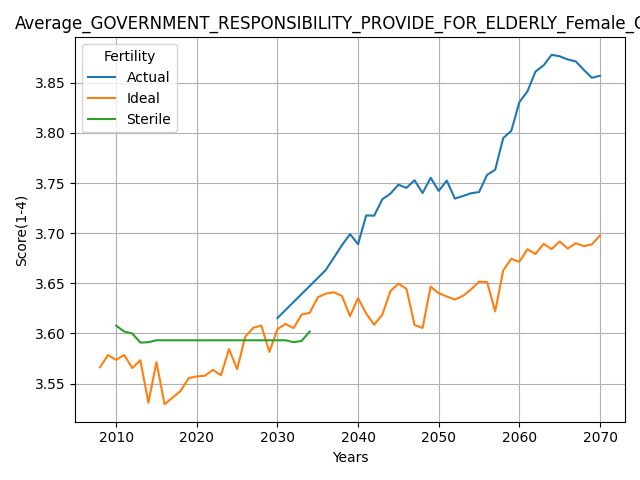 Average_GOVERNMENT_RESPONSIBILITY_PROVIDE_FOR_ELDERLY_Female_
Fertility
Actual
Ideal
Sterile
Score(1-4)
3.85
3.80
3.75
3.70
3.65
3.60
3.55
2010 2020 2030 2040 2050 2060 2070
Years